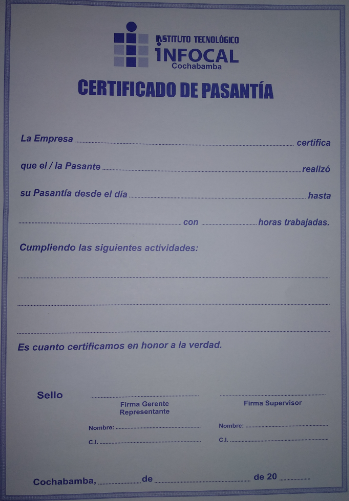 INSTITUTO TECNOLÓGICO
INFOCAL
Cochabamba
CERTIFICADO DE PASANTÍA
La Empresa ........ certifica
que el / la Pasante ........ realizó
su Pasantía desde el día ........ hasta
........ con ........ horas trabajadas.
Cumpliendo las siguientes actividades:
Es cuanto certificamos en honor a la verdad.
Sello
Firma Gerente
Representante
Nombre:........
C.I. ........
Firma Supervisor
Nombre: ........
C.I. ........
Cochabamba, ........ de ........ de 20 ........